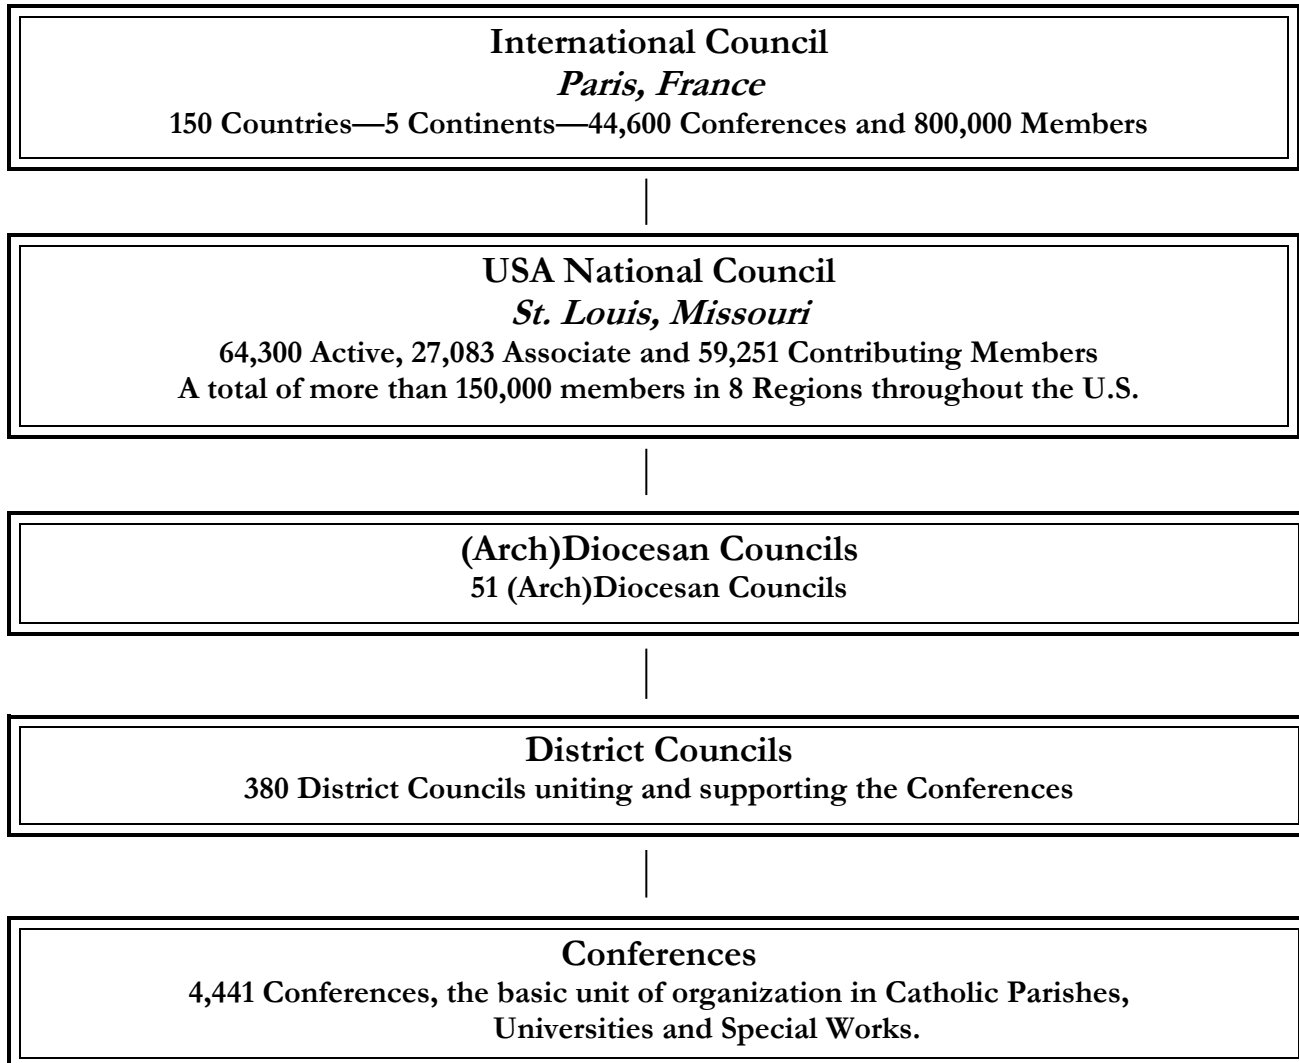 International Council
Paris, France
150 Countries—5 Continents—44,600 Conferences and 800,000 Members
USA National Council
St. Louis, Missouri
64,300 Active, 27,083 Associate and 59,251 Contributing Members
A total of more than 150,000 members in 8 Regions throughout the U.S.
(Arch)Diocesan Councils
51 (Arch)Diocesan Councils
District Councils
380 District Councils uniting and supporting the Conferences
Conferences
4,441 Conferences, the basic unit of organization in Catholic Parishes,
Universities and Special Works.